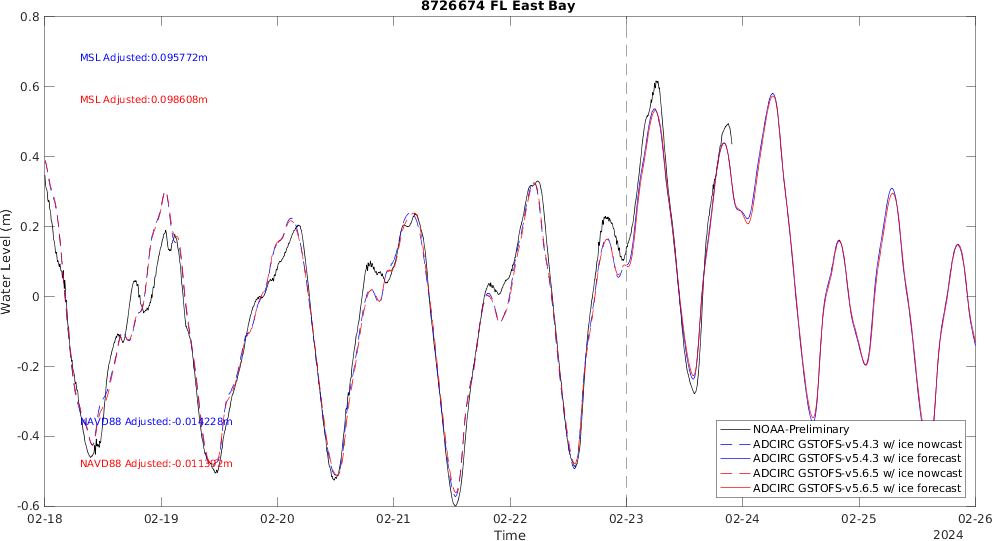 8726674 FL East Bay
MSL Adjusted:0.095772m
MSL Adjusted:0.098608m
NAVD88 Adjusted:-0.014228m
NAVD88 Adjusted:-0.011392m
Water Level (m)
0.8
0.6
0.4
0.2
0
-0.2
-0.4
-0.6
02-18
02-19
02-20
02-21
02-22
02-23
02-24
02-25
02-26
Time
2024
NOAA-Preliminary
ADCIRC GSTOFS-v5.4.3 w/ ice nowcast
ADCIRC GSTOFS-v5.4.3 w/ ice forecast
ADCIRC GSTOFS-v5.6.5 w/ ice nowcast
ADCIRC GSTOFS-v5.6.5 w/ ice forecast